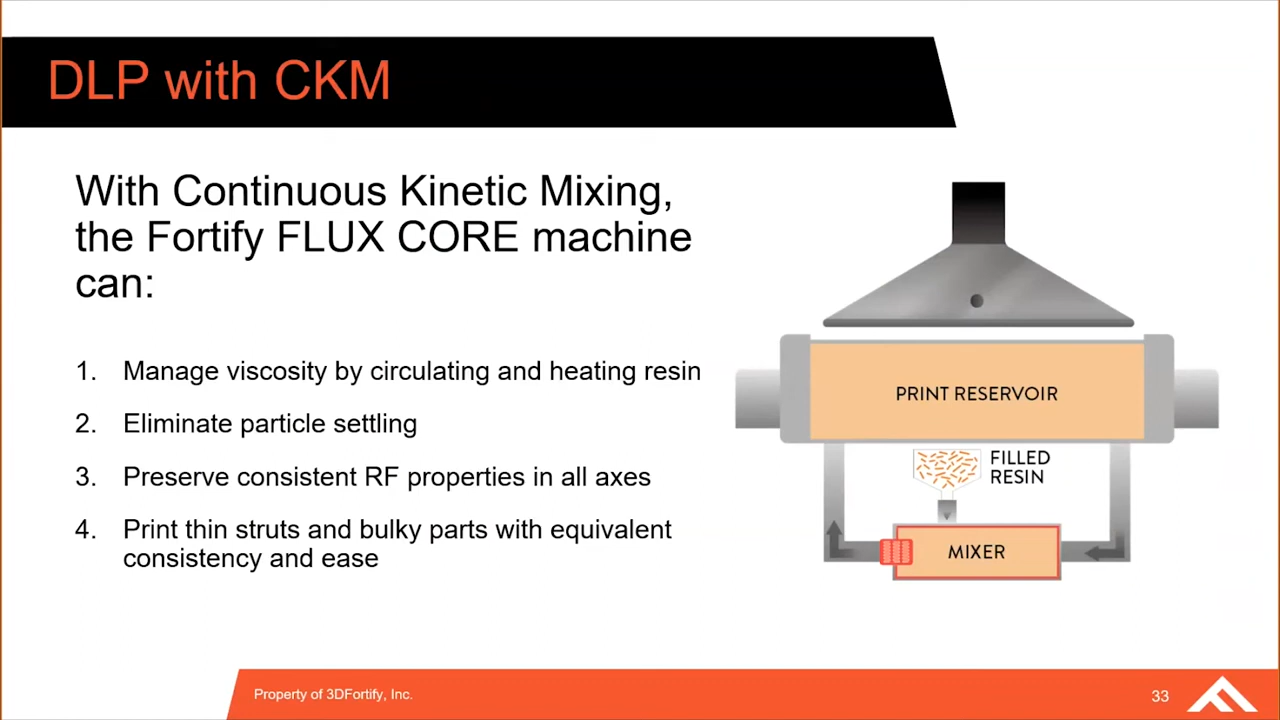 DLP with CKM
With Continuous Kinetic Mixing,
the Fortify FLUX CORE machine
can:
1. Manage viscosity by circulating and heating resin
2. Eliminate particle settling
3. Preserve consistent RF properties in all axes
4. Print thin struts and bulky parts with equivalent
consistency and ease
PRINT RESERVOIR
FILLED
RESIN
MIXER
Property of 3DFortify, Inc.
33